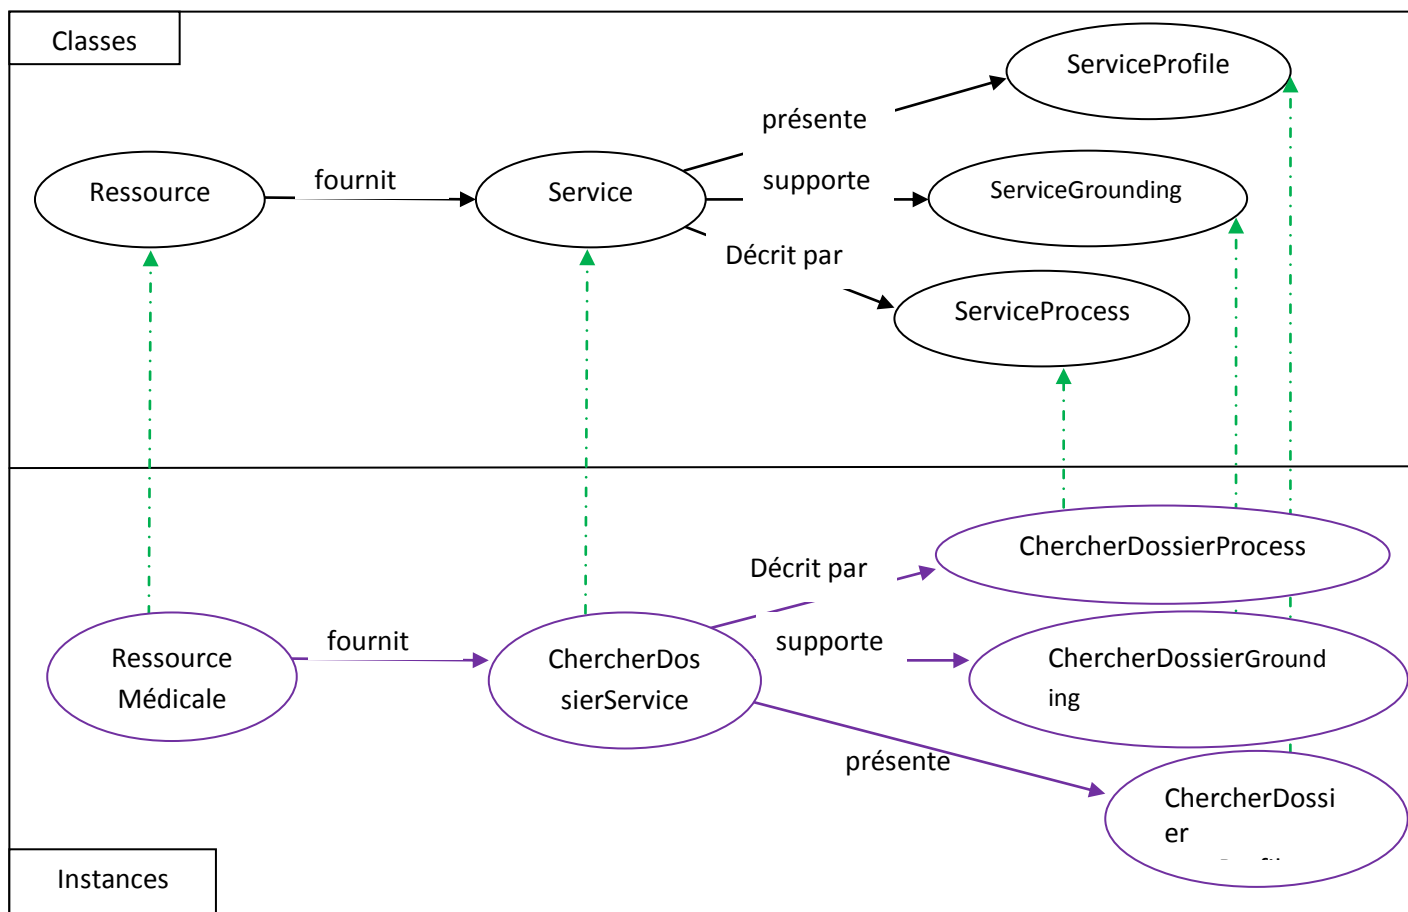 Classes
ServiceProfile
présente
Ressource
fournit
Service
supporte
ServiceGrounding
Décrit par
ServiceProcess
ChercherDossierProcess
Décrit par
fournit
supporte
Ressource
Médicale
ChercherDos
sierService
ChercherDossierGround
ing
présente
ChercherDossi
er
Instances